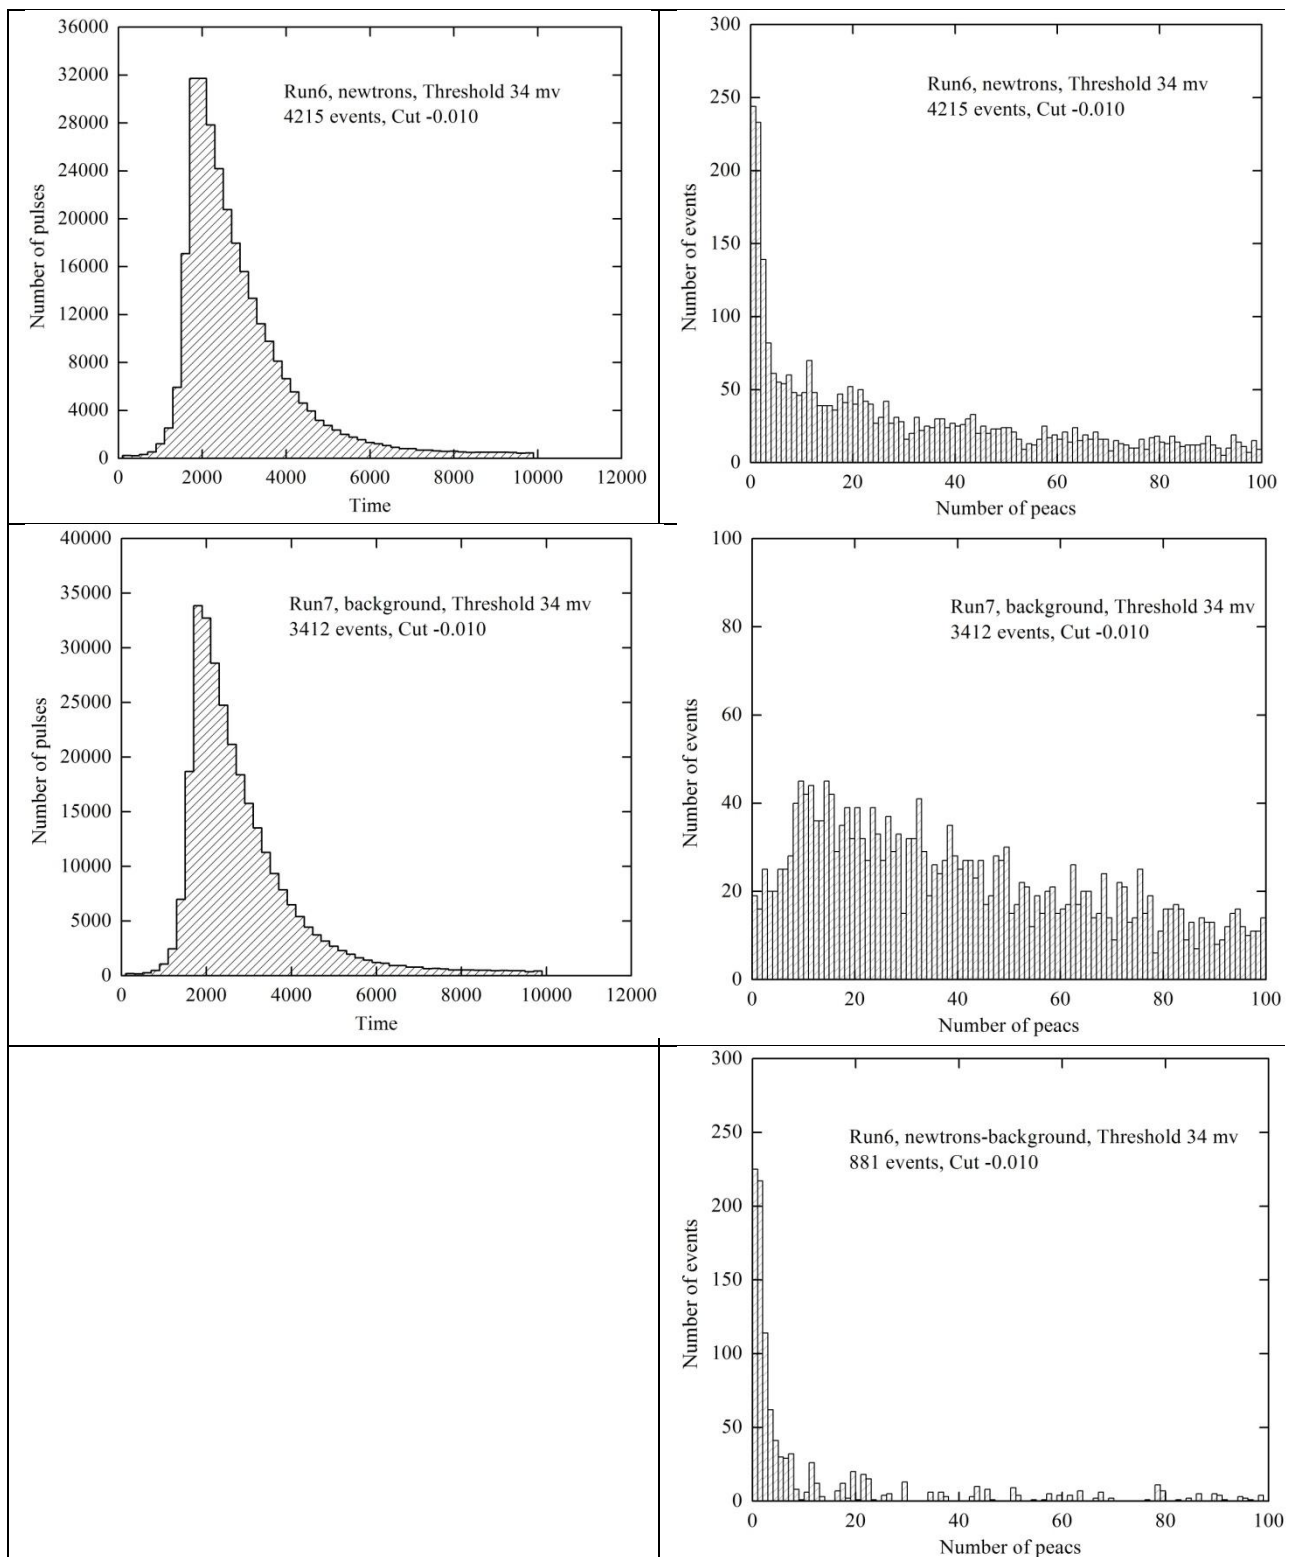 36000
32000
28000
24000
20000
16000
12000
8000
4000
0
Number of pulses
Run6, newtrons, Threshold 34 mv
4215 events, Cut -0.010
0 2000 4000 6000 8000 10000 12000
Time
300
250
200
150
100
50
0
Number of events
Run6, newtrons, Threshold 34 mv
4215 events, Cut -0.010
0 20 40 60 80 100
Number of peacs
40000
35000
30000
25000
20000
15000
10000
5000
0
Number of pulses
Run7, background, Threshold 34 mv
3412 events, Cut -0.010
0 2000 4000 6000 8000 10000 12000
Time
100
80
60
40
20
0
Number of events
Run7, background, Threshold 34 mv
3412 events, Cut -0.010
0 20 40 60 80 100
Number of peacs
300
250
200
150
100
50
0
Number of events
Run6, newtrons-background, Threshold 34 mv
881 events, Cut -0.010
0 20 40 60 80 100
Number of peacs